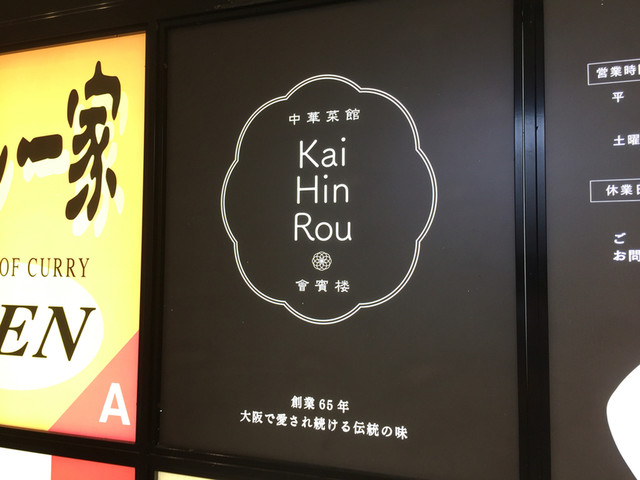 一家
OF CURRY
EN
A
中華菜館
Kai
Hin
Rou
會賓楼
創業65年
大阪で愛され続ける伝統の味
営業時
平
土曜
休業日
ご
お問